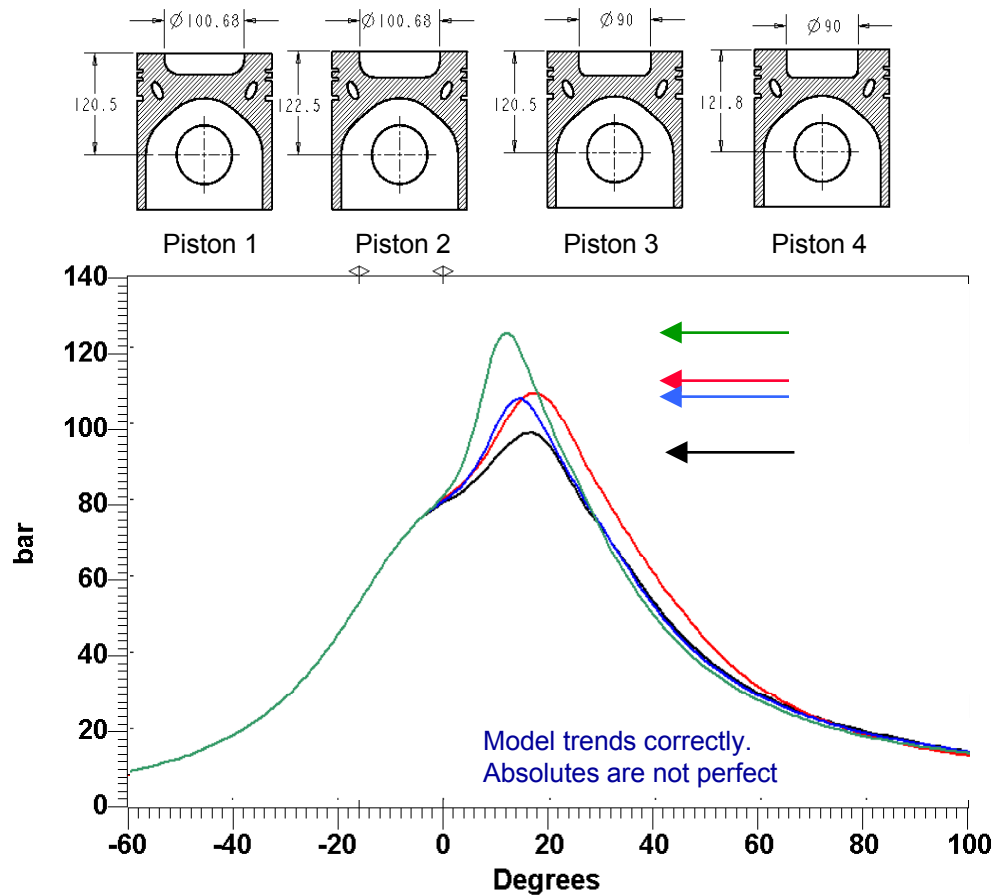 Ø100.68
Ø100.68
Ø90
Ø90
120.5
122.5
120.5
121.8
Piston 1
Piston 2
Piston 3
Piston 4
140
120
100
80
60
40
20
0
bar
Model trends correctly.
Absolutes are not perfect
-60
-40
-20
0
20
40
60
80
100
Degrees